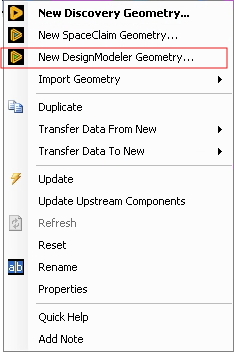 New Discovery Geometry...
New SpaceClaim Geometry...
New DesignModeler Geometry...
Import Geometry
Duplicate
Transfer Data From New
Transfer Data To New
Update
Update Upstream Components
Refresh
Reset
a|b Rename
Properties
Quick Help
Add Note